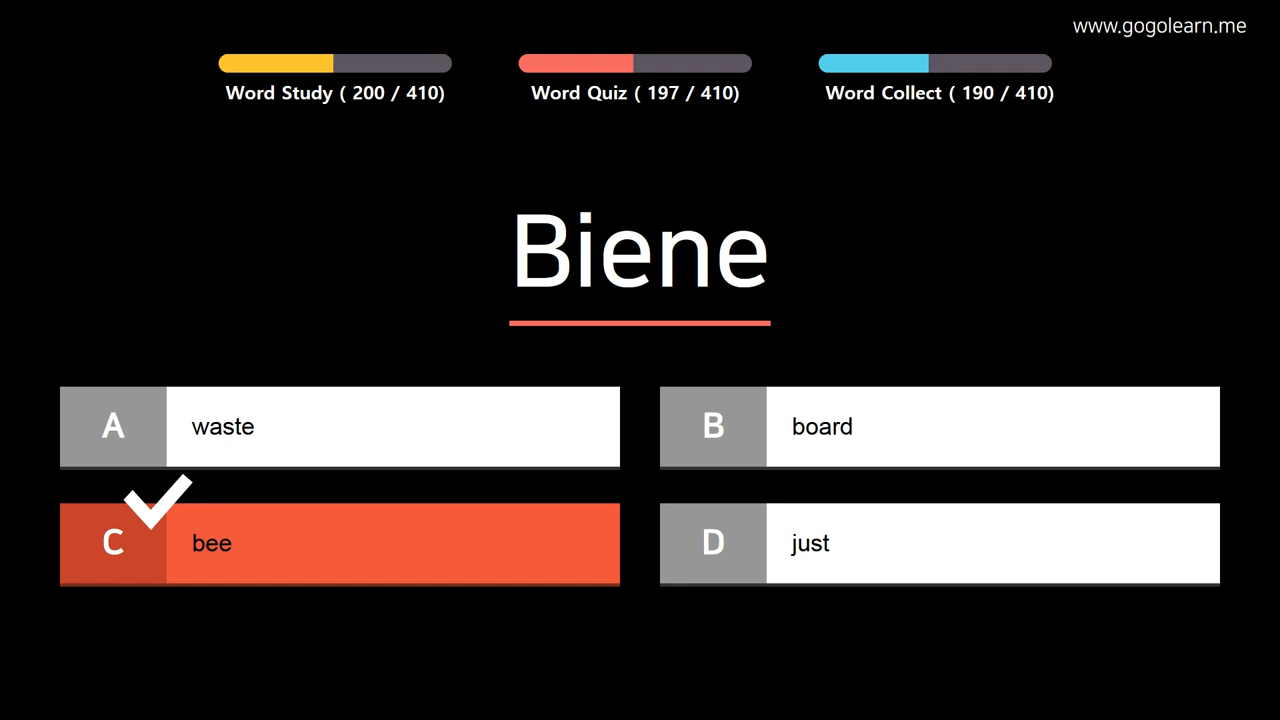 www.gogolearn.me
Word Study ( 200 / 410)
Word Quiz ( 197 / 410)
Word Collect ( 190 / 410)
Biene
A waste
B board
C bee
D just